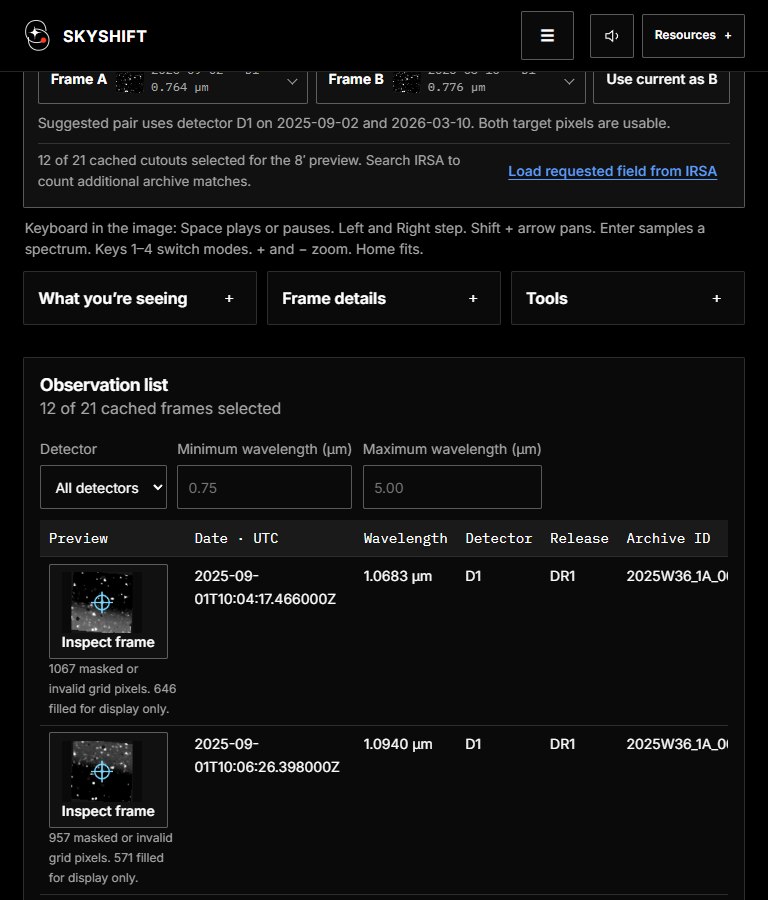 SKYSHIFT
☰
Resources +
Frame A
0.764 µm
Frame B
0.776 µm
Use current as B
Suggested pair uses detector D1 on 2025-09-02 and 2026-03-10. Both target pixels are usable.
12 of 21 cached cutouts selected for the 8′ preview. Search IRSA to
count additional archive matches.
Load requested field from IRSA
Keyboard in the image: Space plays or pauses. Left and Right step. Shift + arrow pans. Enter samples a
spectrum. Keys 1–4 switch modes. + and − zoom. Home fits.
What you’re seeing +
Frame details +
Tools +
Observation list
12 of 21 cached frames selected
Detector
Minimum wavelength (µm)
Maximum wavelength (µm)
All detectors
0.75
5.00
Preview Date · UTC Wavelength Detector Release Archive ID
2025-09-
01T10:04:17.466000Z
1.0683 µm
D1
DR1
2025W36_1A_0
Inspect frame
1067 masked or
invalid grid pixels. 646
filled for display only.
2025-09-
01T10:06:26.398000Z
1.0940 µm
D1
DR1
2025W36_1A_0
Inspect frame
957 masked or invalid
grid pixels. 571 filled
for display only.